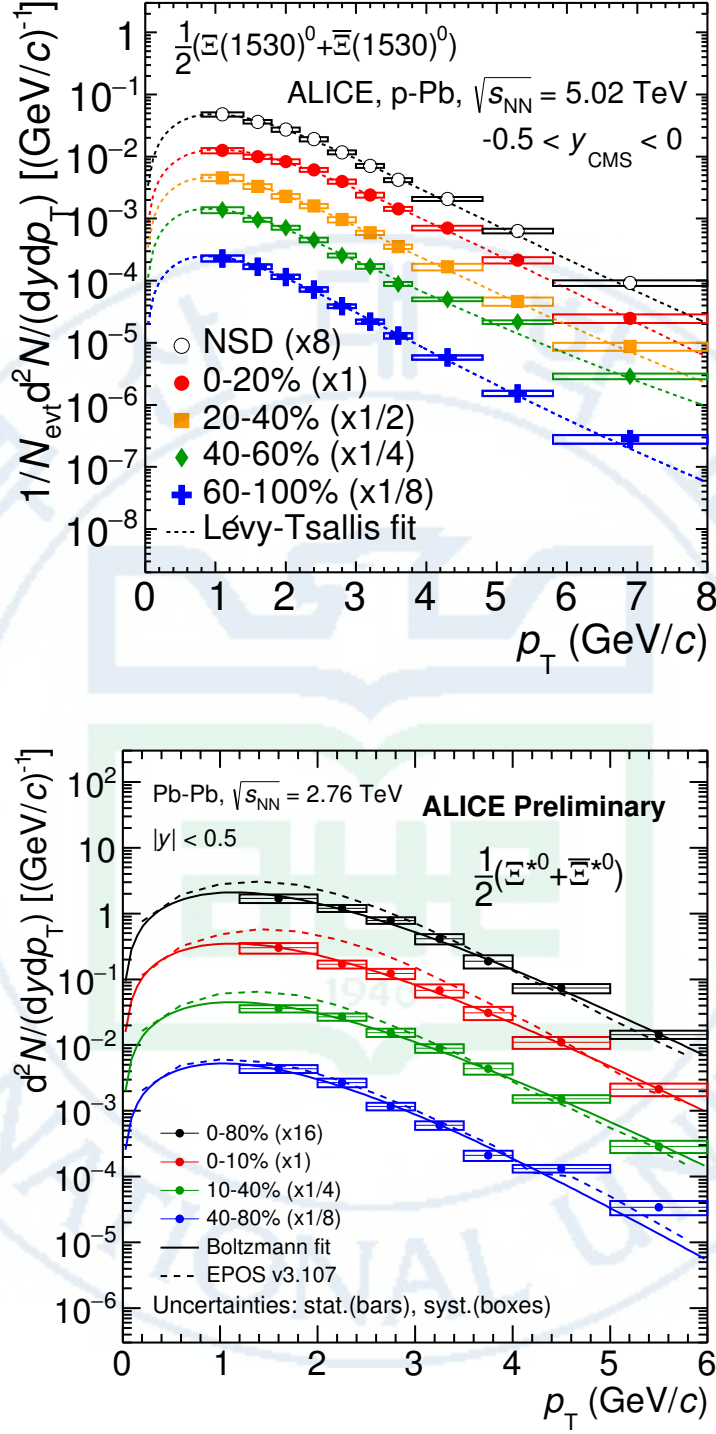 1/N_evt d²N/(dydp_T) [(GeV/c)⁻¹]
1
10⁻¹
10⁻²
10⁻³
10⁻⁴
10⁻⁵
10⁻⁶
10⁻⁷
10⁻⁸
½(Ξ(1530)⁰+Ξ̅(1530)⁰)
ALICE, p-Pb, √s_NN = 5.02 TeV
-0.5 < y_CMS < 0
NSD (x8)
0-20% (x1)
20-40% (x1/2)
40-60% (x1/4)
60-100% (x1/8)
Lévy-Tsallis fit
0 1 2 3 4 5 6 7 8
p_T (GeV/c)
d²N/(dydp_T) [(GeV/c)⁻¹]
10²
10
1
10⁻¹
10⁻²
10⁻³
10⁻⁴
10⁻⁵
10⁻⁶
Pb-Pb, √s_NN = 2.76 TeV
ALICE Preliminary
|y| < 0.5
½(Ξ*⁰+Ξ̅*⁰)
1940
0-80% (x16)
0-10% (x1)
10-40% (x1/4)
40-80% (x1/8)
Boltzmann fit
EPOS v3.107
Uncertainties: stat.(bars), syst.(boxes)
0 1 2 3 4 5 6
p_T (GeV/c)